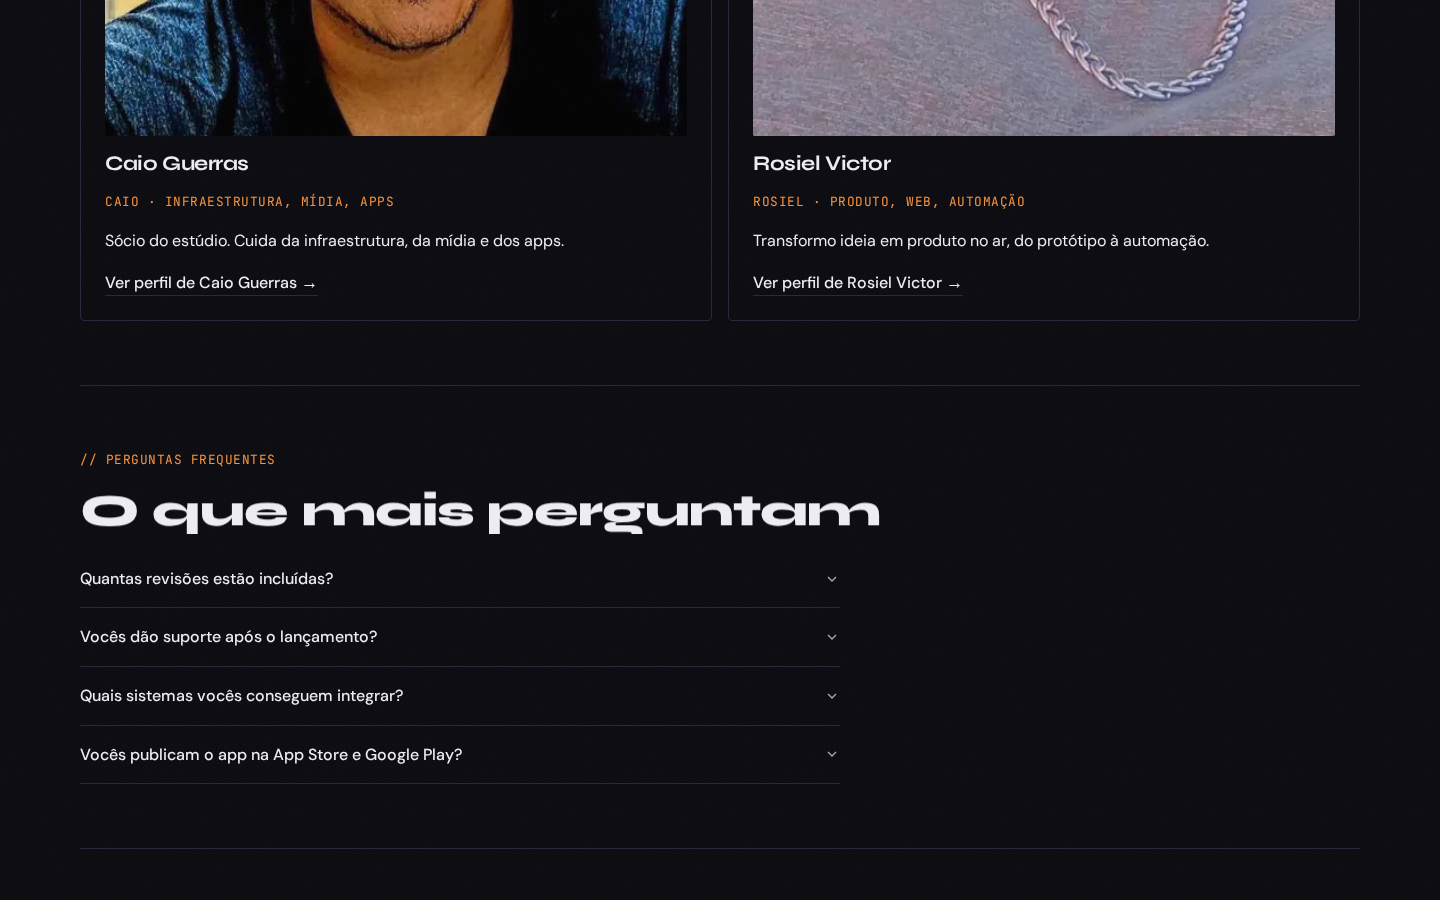 Caio Guerras
CAIO · INFRAESTRUTURA, MÍDIA, APPS
Sócio do estúdio. Cuida da infraestrutura, da mídia e dos apps.
Ver perfil de Caio Guerras →
Rosiel Victor
ROSIEL · PRODUTO, WEB, AUTOMAÇÃO
Transformo ideia em produto no ar, do protótipo à automação.
Ver perfil de Rosiel Victor →
// PERGUNTAS FREQUENTES
O que mais perguntam
Quantas revisões estão incluídas?
Vocês dão suporte após o lançamento?
Quais sistemas vocês conseguem integrar?
Vocês publicam o app na App Store e Google Play?